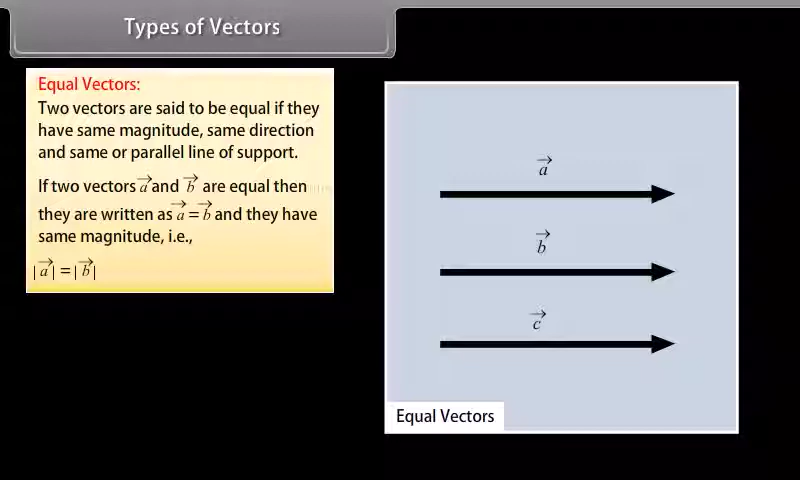 Types of Vectors
Equal Vectors:
Two vectors are said to be equal if they
have same magnitude, same direction
and same or parallel line of support.
If two vectors a⃗ and b⃗ are equal then
they are written as a⃗ = b⃗ and they have
same magnitude, i.e.,
|a⃗| = |b⃗|
a⃗
b⃗
c⃗
Equal Vectors